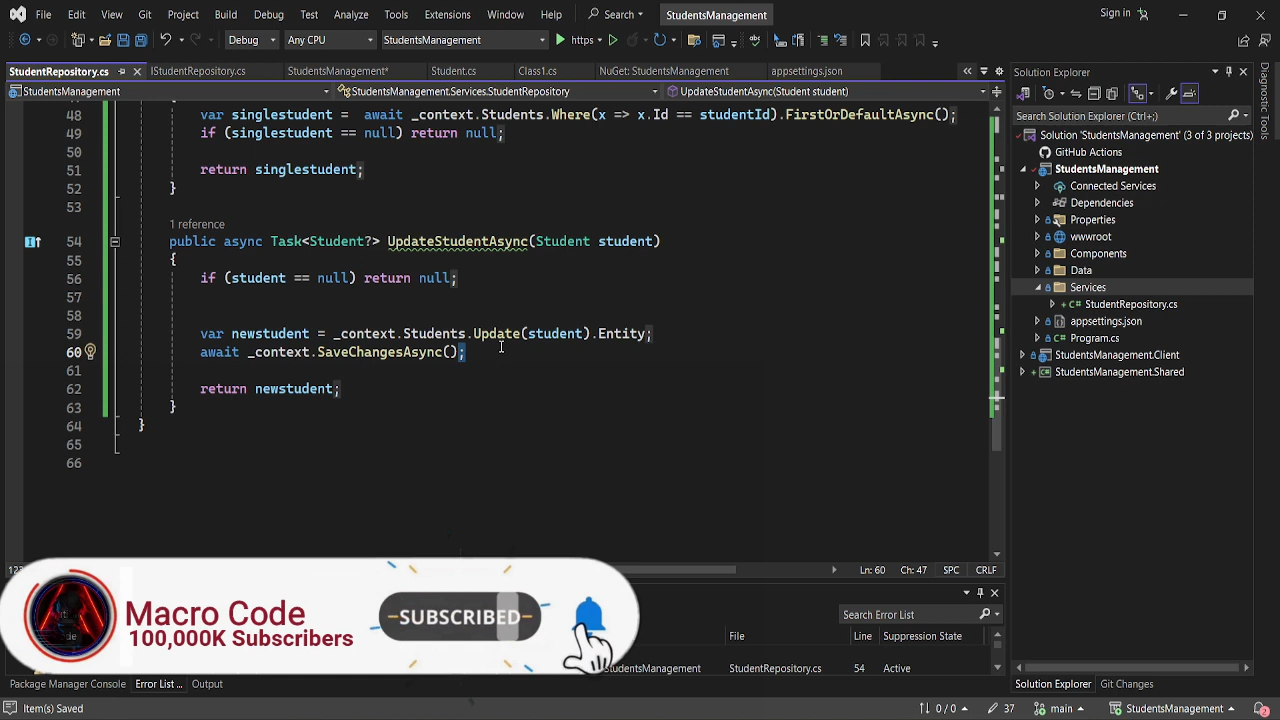 File Edit View Git Project Build Debug Test Analyze Tools Extensions Window Help Search StudentsManagement Sign in
Debug Any CPU StudentsManagement https
StudentRepository.cs IStudentRepository.cs StudentsManagement* Student.cs Class1.cs NuGet: StudentsManagement appsettings.json
StudentsManagement StudentsManagement.Services.StudentRepository UpdateStudentAsync(Student student)
48 var singlestudent = await _context.Students.Where(x => x.Id == studentId).FirstOrDefaultAsync();
49 if (singlestudent == null) return null;
50
51 return singlestudent;
52 }
53
1 reference
54 public async Task<Student?> UpdateStudentAsync(Student student)
55 {
56 if (student == null) return null;
57
58
59 var newstudent = _context.Students.Update(student).Entity;
60 await _context.SaveChangesAsync();
61
62 return newstudent;
63 }
64 }
65
66
Ln: 60 Ch: 47 SPC CRLF
Solution Explorer
Search Solution Explorer (Ctrl+;)
Solution 'StudentsManagement' (3 of 3 projects)
GitHub Actions
StudentsManagement
Connected Services
Dependencies
Properties
wwwroot
Components
Data
Services
StudentRepository.cs
appsettings.json
Program.cs
StudentsManagement.Client
StudentsManagement.Shared
Diagnostic Tools
Macro Code
100,000K Subscribers
SUBSCRIBED
Search Error List
File Line Suppression State
StudentsManagement StudentRepository.cs 54 Active
Package Manager Console Error List ... Output
Solution Explorer Git Changes
Item(s) Saved 0 / 0 37 main StudentsManagement 2